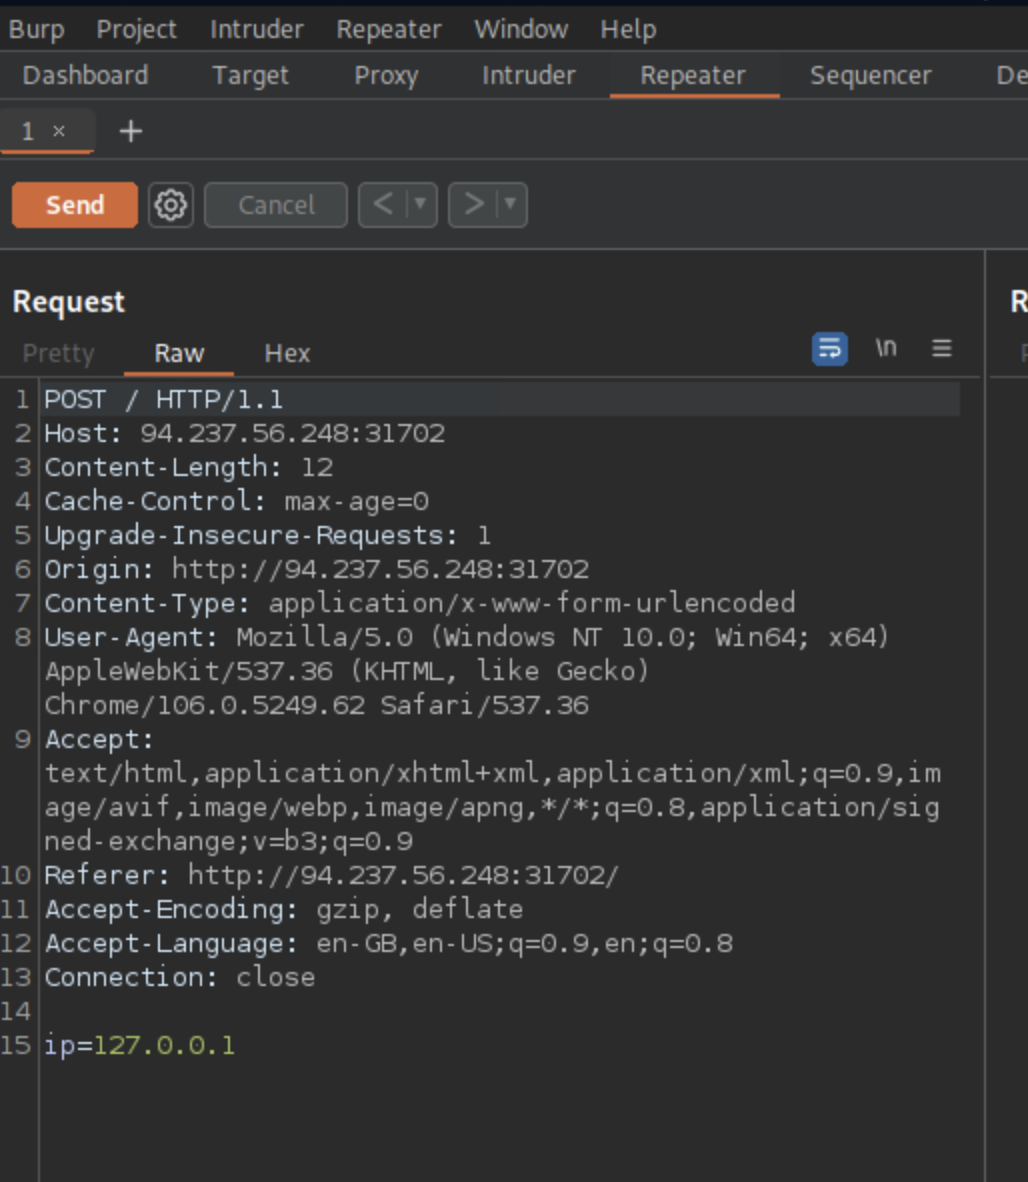 Burp Project Intruder Repeater Window Help
Dashboard Target Proxy Intruder Repeater Sequencer De
1 × +
Send Cancel < ▼ > ▼
Request R
Pretty Raw Hex \n
1 POST / HTTP/1.1
2 Host: 94.237.56.248:31702
3 Content-Length: 12
4 Cache-Control: max-age=0
5 Upgrade-Insecure-Requests: 1
6 Origin: http://94.237.56.248:31702
7 Content-Type: application/x-www-form-urlencoded
8 User-Agent: Mozilla/5.0 (Windows NT 10.0; Win64; x64)
AppleWebKit/537.36 (KHTML, like Gecko)
Chrome/106.0.5249.62 Safari/537.36
9 Accept:
text/html,application/xhtml+xml,application/xml;q=0.9,im
age/avif,image/webp,image/apng,*/*;q=0.8,application/sig
ned-exchange;v=b3;q=0.9
10 Referer: http://94.237.56.248:31702/
11 Accept-Encoding: gzip, deflate
12 Accept-Language: en-GB,en-US;q=0.9,en;q=0.8
13 Connection: close
14
15 ip=127.0.0.1